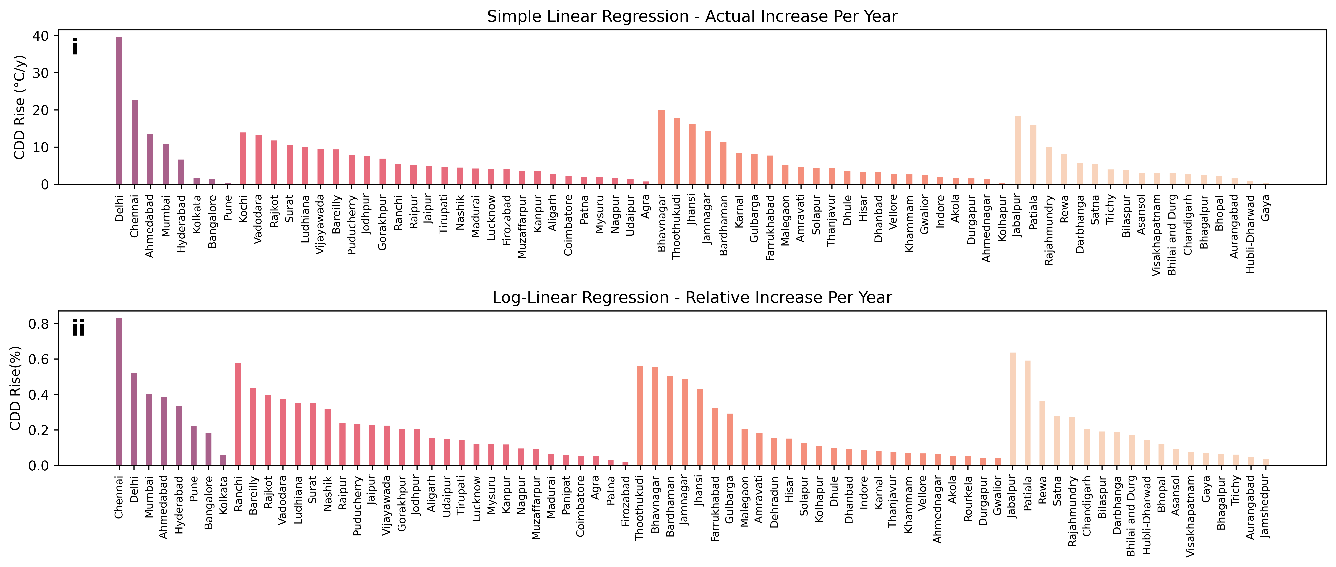 Simple Linear Regression - Actual Increase Per Year
i
CDD Rise (°C/y)
40
30
20
10
0
Delhi
Chennai
Ahmedabad
Mumbai
Hyderabad
Kolkata
Bangalore
Pune
Kochi
Vadodara
Rajkot
Surat
Ludhiana
Vijayawada
Bareilly
Puducherry
Jodhpur
Gorakhpur
Ranchi
Raipur
Jaipur
Tirupati
Nashik
Madurai
Lucknow
Firozabad
Muzaffarpur
Kanpur
Aligarh
Coimbatore
Patna
Mysuru
Nagpur
Udaipur
Agra
Bhavnagar
Thoothukudi
Jhansi
Jamnagar
Bardhaman
Karnal
Gulbarga
Farrukhabad
Malegaon
Amravati
Solapur
Thanjavur
Dhule
Hisar
Dhanbad
Vellore
Khammam
Gwalior
Indore
Akola
Durgapur
Ahmednagar
Kolhapur
Jabalpur
Patiala
Rajahmundry
Rewa
Darbhanga
Satna
Trichy
Bilaspur
Asansol
Visakhapatnam
Bhilai and Durg
Chandigarh
Bhagalpur
Bhopal
Aurangabad
Hubli-Dharwad
Gaya
Log-Linear Regression - Relative Increase Per Year
ii
CDD Rise(%)
0.8
0.6
0.4
0.2
0.0
Chennai
Delhi
Mumbai
Ahmedabad
Hyderabad
Pune
Bangalore
Kolkata
Ranchi
Bareilly
Rajkot
Vadodara
Ludhiana
Surat
Nashik
Raipur
Puducherry
Jaipur
Vijayawada
Gorakhpur
Jodhpur
Aligarh
Udaipur
Tirupati
Lucknow
Mysuru
Kanpur
Nagpur
Muzaffarpur
Madurai
Panipat
Coimbatore
Agra
Patna
Firozabad
Thoothukudi
Bhavnagar
Bardhaman
Jamnagar
Jhansi
Farrukhabad
Gulbarga
Malegaon
Amravati
Dehradun
Hisar
Solapur
Kolhapur
Dhule
Dhanbad
Indore
Karnal
Thanjavur
Khammam
Vellore
Ahmednagar
Akola
Rourkela
Durgapur
Gwalior
Jabalpur
Patiala
Rewa
Satna
Rajahmundry
Chandigarh
Bilaspur
Darbhanga
Bhilai and Durg
Hubli-Dharwad
Bhopal
Asansol
Visakhapatnam
Gaya
Bhagalpur
Trichy
Aurangabad
Jamshedpur